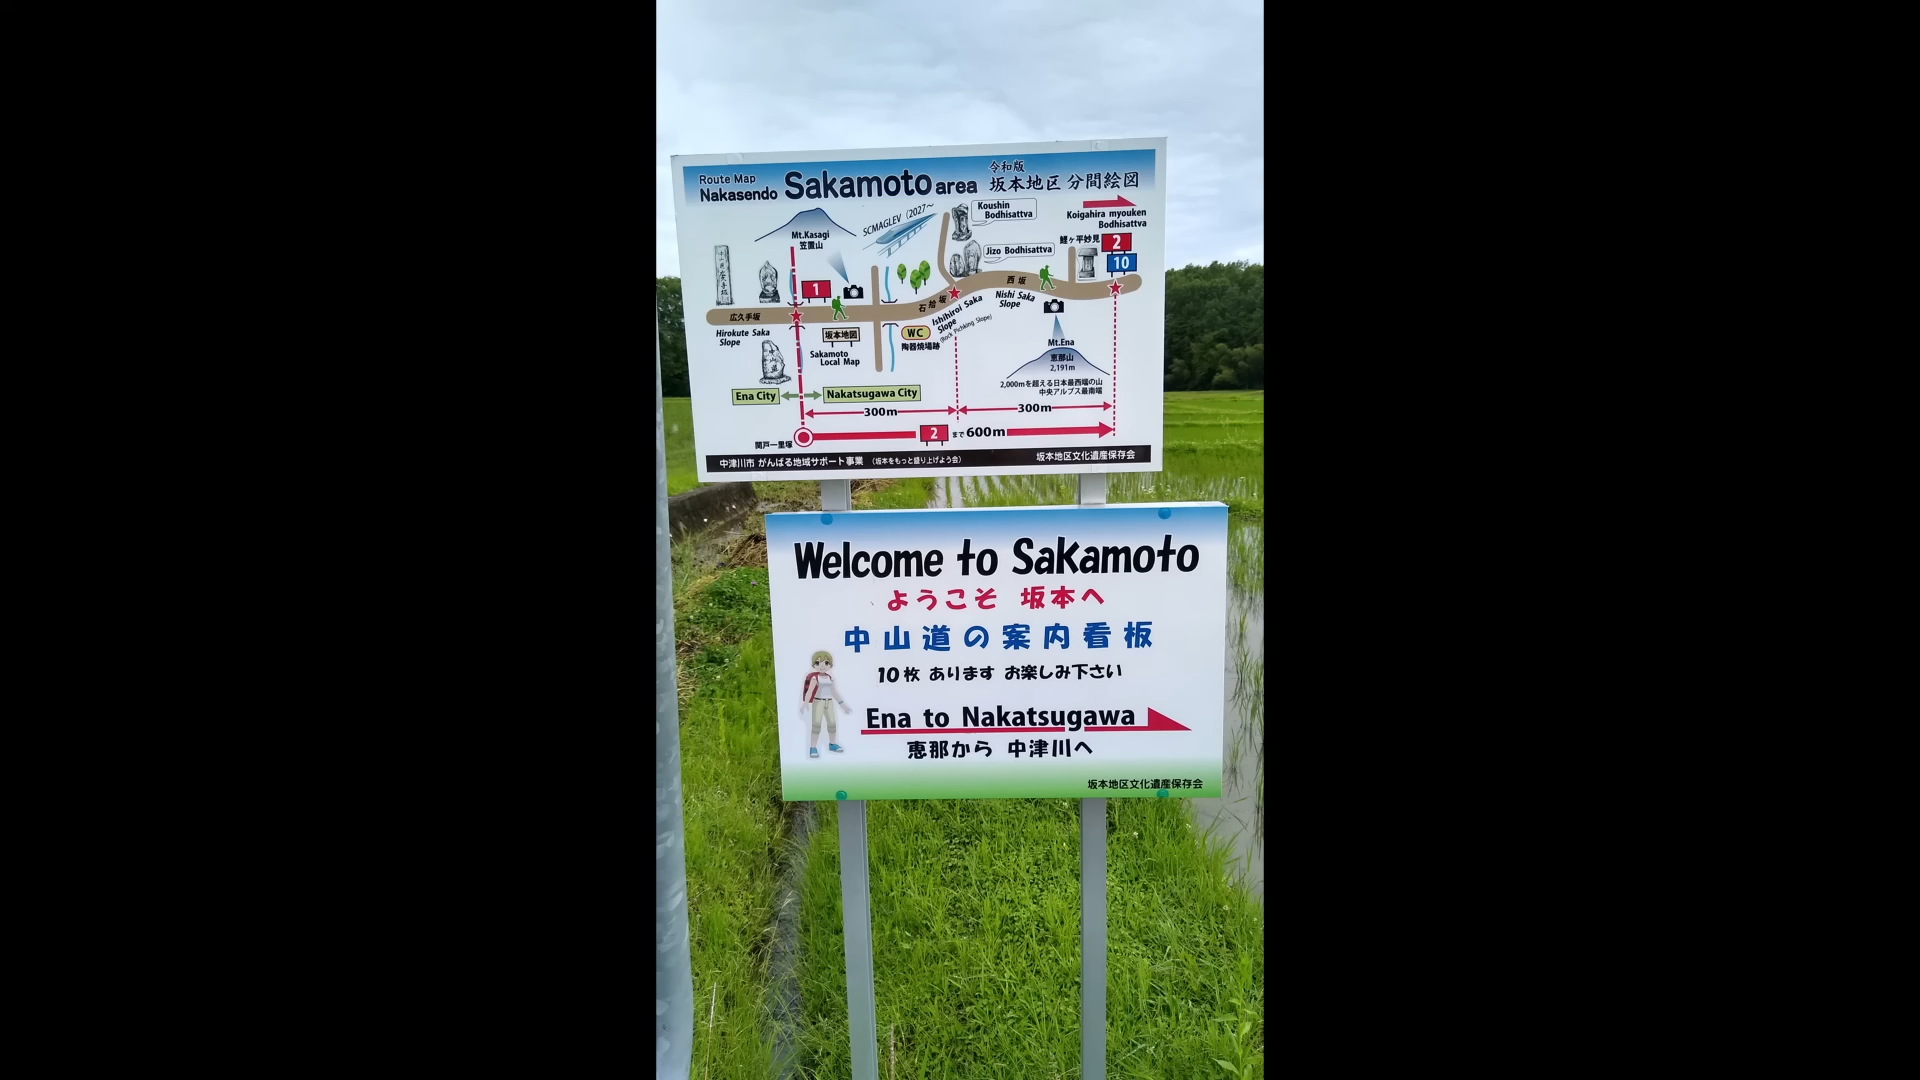 Route Map
Nakasendo Sakamoto area
令和版
坂本地区 分間絵図
Koushin
Bodhisattva
Koigahira myouken
Bodhisattva
SCMAGLEV (2027~
Mt.Kasagi
笠置山
Jizo Bodhisattva
鯉ヶ平妙見
2
10
1
西坂
石拾坂
広久手坂
Nishi Saka
Slope
Ishihiroi Saka
Slope
(Rock Pichking Slope)
Hirokute Saka
Slope
坂本地図
Sakamoto
Local Map
WC
陶器焼場跡
Mt.Ena
恵那山
2,191m
2,000mを超える日本最西端の山
中央アルプス最南端
Ena City
Nakatsugawa City
300m
300m
関戸一里塚
2 まで 600m
中津川市 がんばる地域サポート事業 (坂本をもっと盛り上げよう会)
坂本地区文化遺産保存会
Welcome to Sakamoto
ようこそ 坂本へ
中山道の案内看板
10枚 あります お楽しみ下さい
Ena to Nakatsugawa
恵那から 中津川へ
坂本地区文化遺産保存会